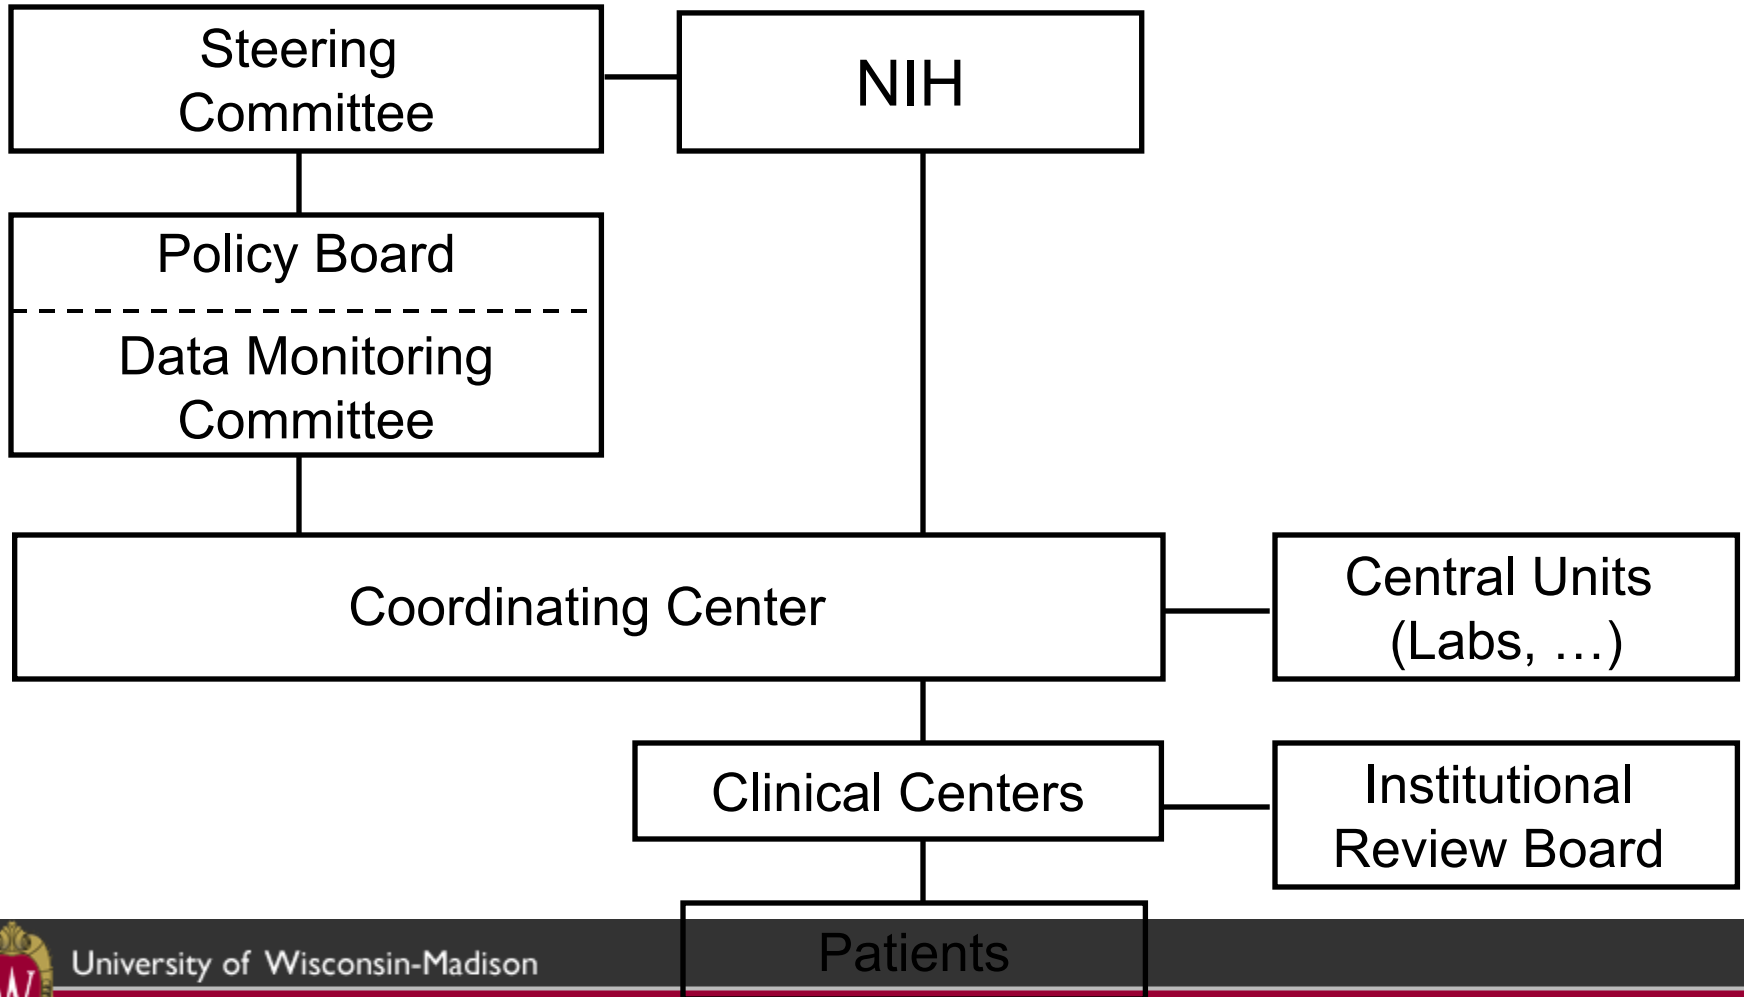 Steering
Committee
NIH
Policy Board
Data Monitoring
Committee
Coordinating Center
Central Units
(Labs, …)
Clinical Centers
Institutional
Review Board
Patients
University of Wisconsin-Madison
W